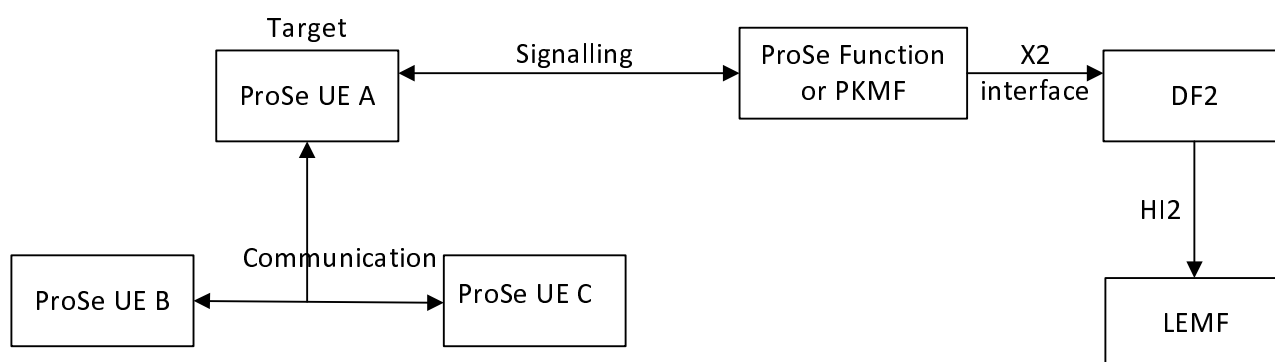 Target
ProSe UE A
Signalling
ProSe Function
or PKMF
X2
interface
DF2
HI2
Communication
ProSe UE B
ProSe UE C
LEMF